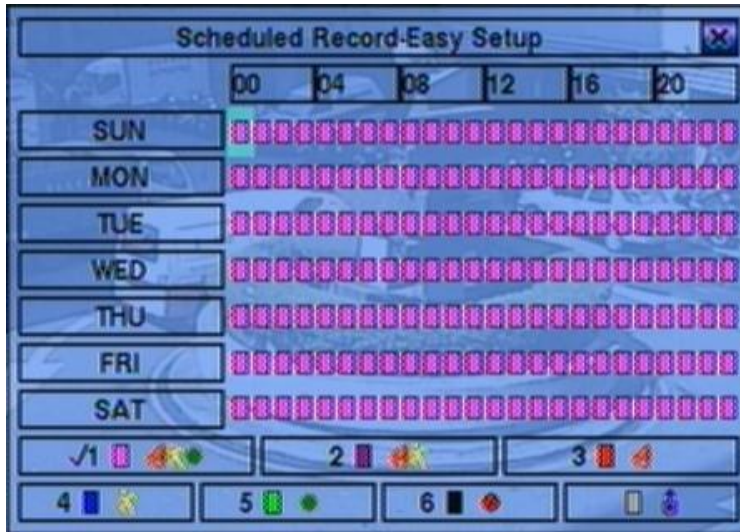 Scheduled Record-Easy Setup
00 04 08 12 16 20
SUN
MON
TUE
WED
THU
FRI
SAT
√1 2 3
4 5 6